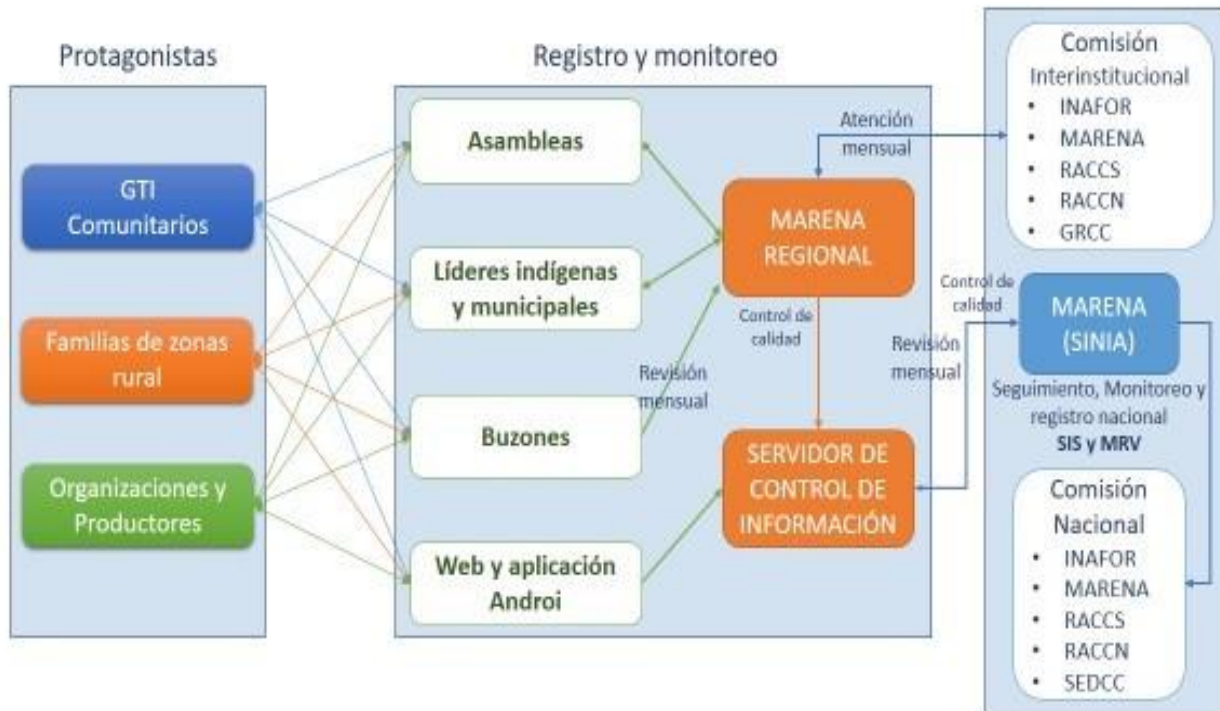 Protagonistas
GTI
Comunitarios
Familias de zonas
rural
Organizaciones y
Productores
Registro y monitoreo
Asambleas
Líderes indígenas
y municipales
Buzones
Web y aplicación
Androi
Revisión
mensual
Atención
mensual
MARENA
REGIONAL
Control de
calidad
SERVIDOR DE
CONTROL DE
INFORMACIÓN
Revisión
mensual
Control de
calidad
Comisión
Interinstitucional
• INAFOR
• MARENA
• RACCS
• RACCN
• GRCC
MARENA
(SINIA)
Seguimiento, Monitoreo y
registro nacional
SIS y MRV
Comisión
Nacional
• INAFOR
• MARENA
• RACCS
• RACCN
• SEDCC